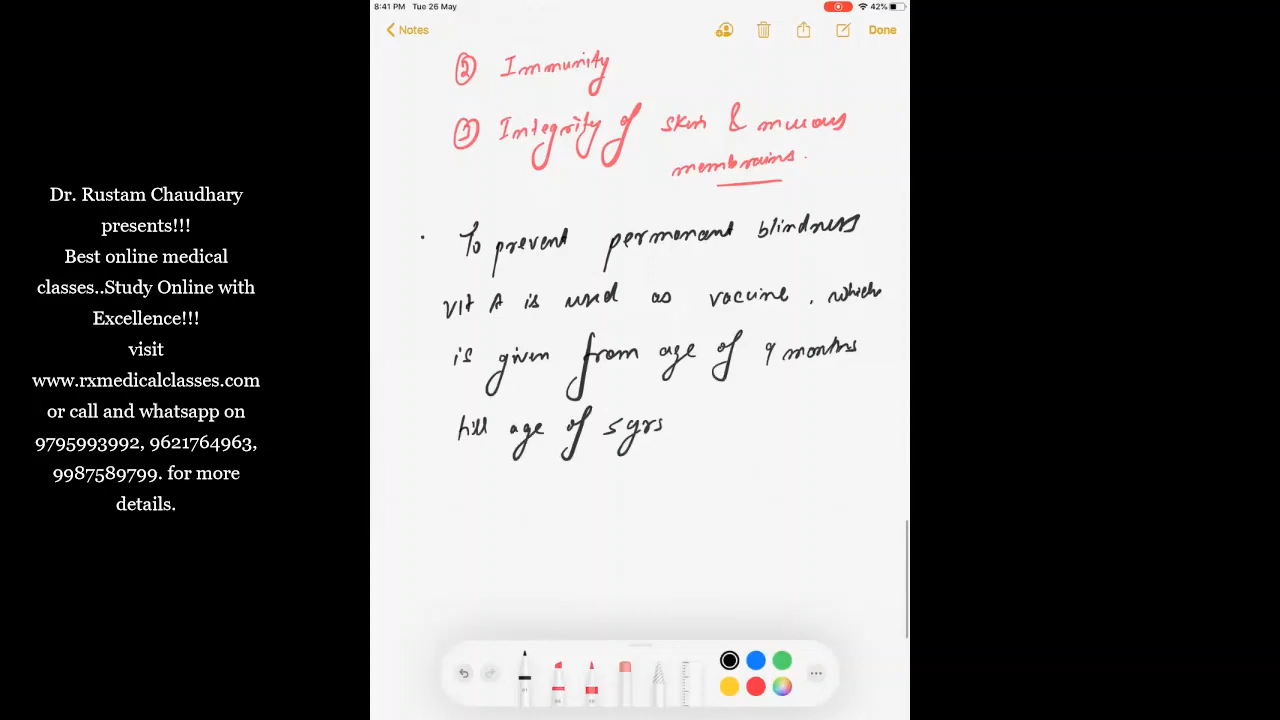 8:41 PM Tue 26 May
42%
Notes
Done
② Immunity
③ Integrity of skin & mucous
membrains.
• To prevent permanant blindness
vit A is used as vaccine, which
is given from age of 9 months
till age of 5 yrs
Dr. Rustam Chaudhary
presents!!!
Best online medical
classes..Study Online with
Excellence!!!
visit
www.rxmedicalclasses.com
or call and whatsapp on
9795993992, 9621764963,
9987589799. for more
details.